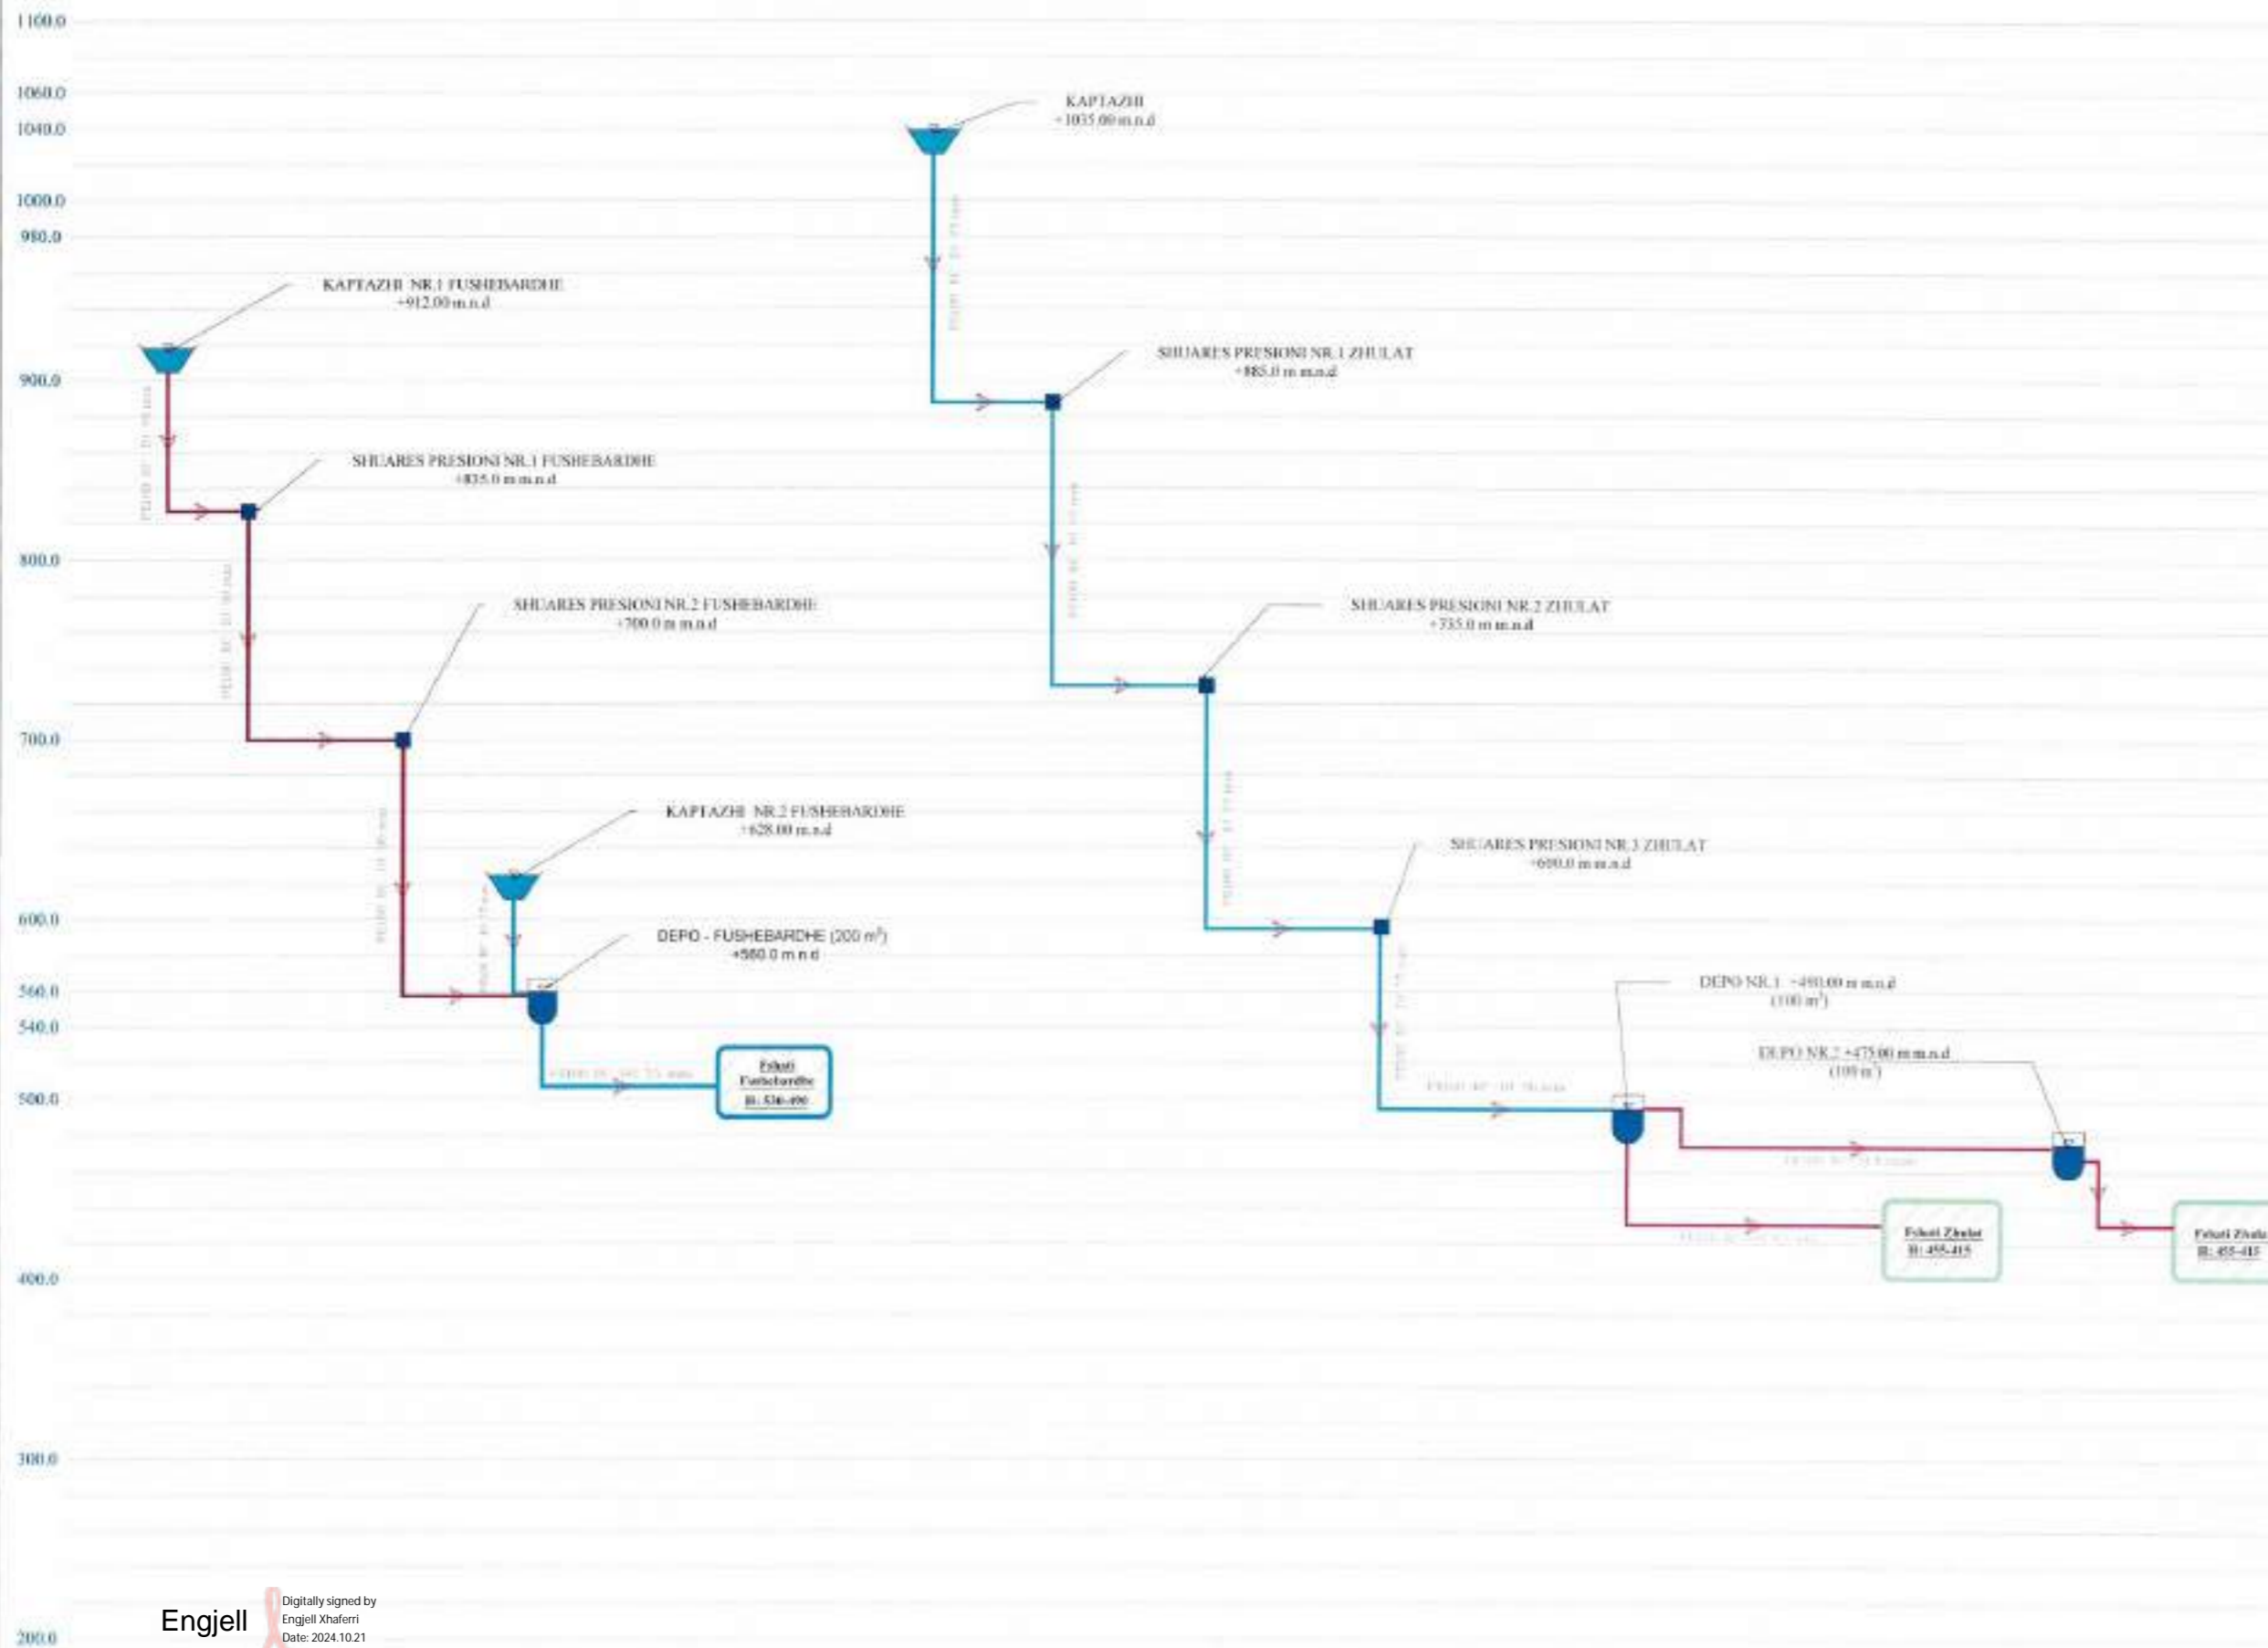 1100.0
1060.0
1040.0
1000.0
980.0
900.0
800.0
700.0
600.0
560.0
540.0
500.0
400.0
300.0
200.0
KAPTAZHI
+1035.00 m.n.d
KAPTAZHI NR.1 FUSHEBARDHE
+912.00 m.n.d
SHUARES PRESIONI NR.1 ZHULAT
+885.0 m m.n.d
SHUARES PRESIONI NR.1 FUSHEBARDHE
+835.0 m m.n.d
SHUARES PRESIONI NR.2 FUSHEBARDHE
+700.0 m m.n.d
SHUARES PRESIONI NR.2 ZHULAT
+735.0 m m.n.d
KAPTAZHI NR.2 FUSHEBARDHE
+628.00 m.n.d
SHUARES PRESIONI NR.3 ZHULAT
+600.0 m m.n.d
DEPO - FUSHEBARDHE (200 m³)
+560.0 m n d
DEPO NR.1 +490.00 m m.n.d
(100 m³)
DEPO NR.2 +475.00 m m.n.d
(100 m³)
Fshati
Fushebardhe
H: 530-490
Fshati Zhulat
H: 455-415
Fshati Zhula
H: 455-415
Engjell
Digitally signed by
Engjell Xhaferri
Date: 2024.10.21